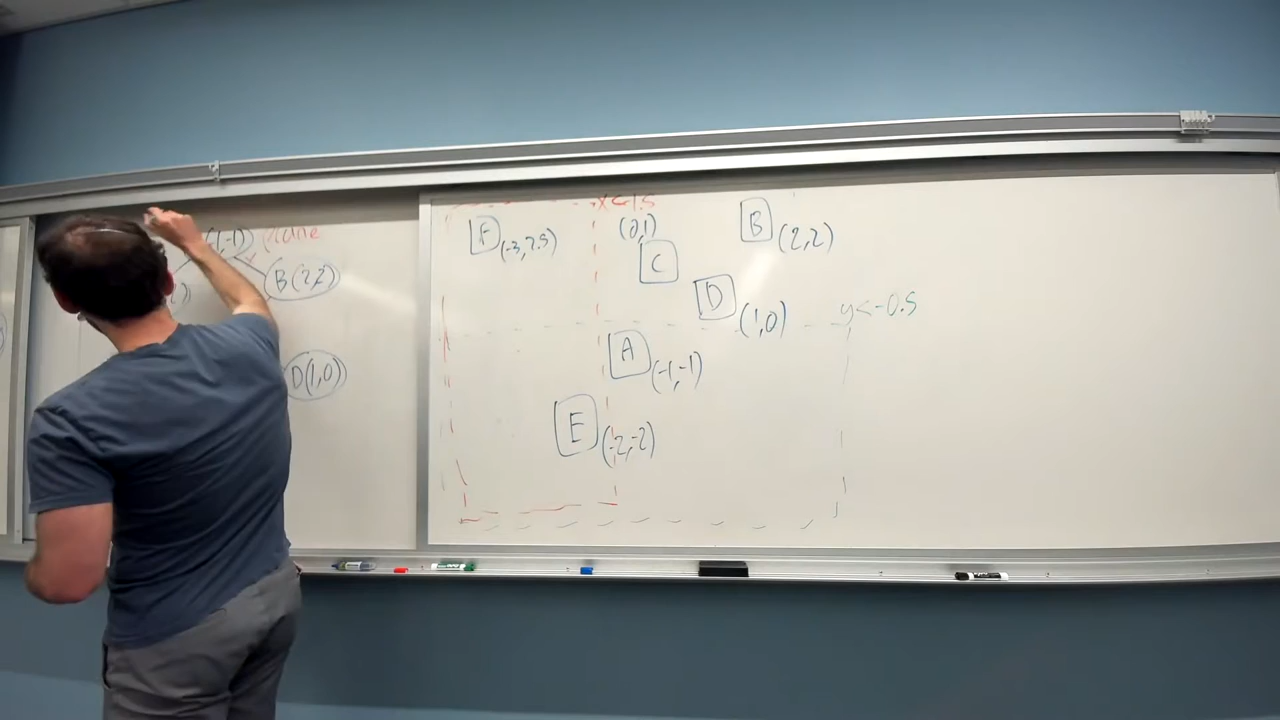 -1)
B(2,2)
D(1,0)
F
(-3,2.5)
x<-1.5
(0,1)
C
B
(2,2)
D
(1,0)
y<-0.5
A
(-1,-1)
E
(-2,-2)